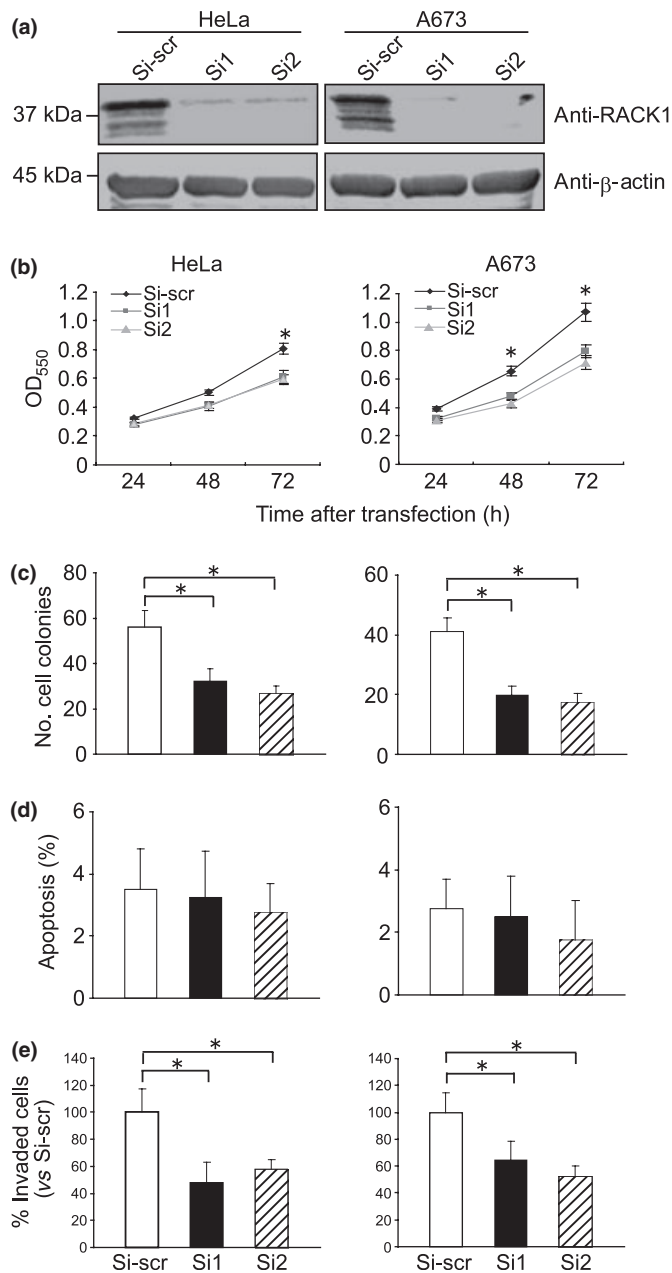 (a)
HeLa
A673
Si-scr Si1 Si2
Si-scr Si1 Si2
37 kDa
Anti-RACK1
45 kDa
Anti-β-actin
(b)
HeLa
A673
1.2
1.0
0.8
0.6
0.4
0.2
0
OD550
Si-scr
Si1
Si2
*
24 48 72
1.2
1.0
0.8
0.6
0.4
0.2
0
Si-scr
Si1
Si2
*
*
24 48 72
Time after transfection (h)
(c)
80
60
40
20
0
No. cell colonies
*
*
60
40
20
0
*
*
(d)
6
4
2
0
Apoptosis (%)
6
4
2
0
(e)
140
120
100
80
60
40
20
0
% Invaded cells
(vs Si-scr)
*
*
Si-scr Si1 Si2
140
120
100
80
60
40
20
0
*
*
Si-scr Si1 Si2